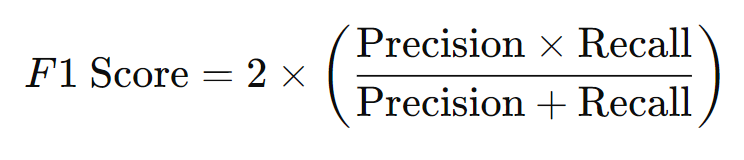 F1 Score = 2 × ( Precision × Recall / Precision + Recall )